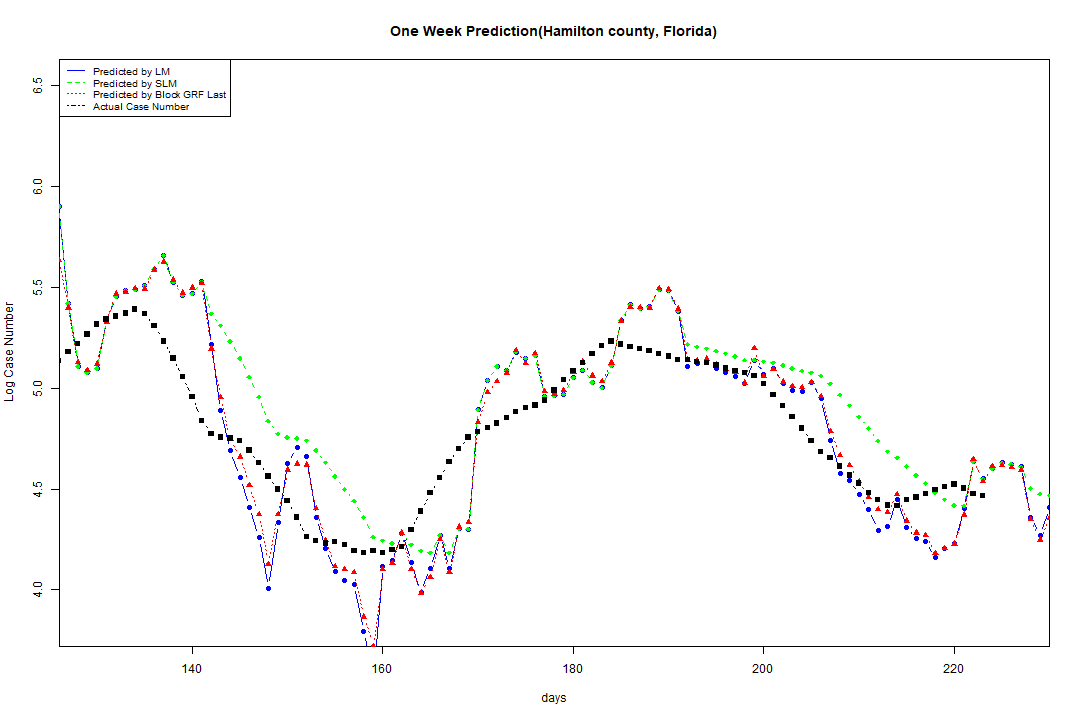 One Week Prediction(Hamilton county, Florida)
Predicted by LM
Predicted by SLM
Predicted by Block GRF Last
Actual Case Number
Log Case Number
6.5
6.0
5.5
5.0
4.5
4.0
140 160 180 200 220
days